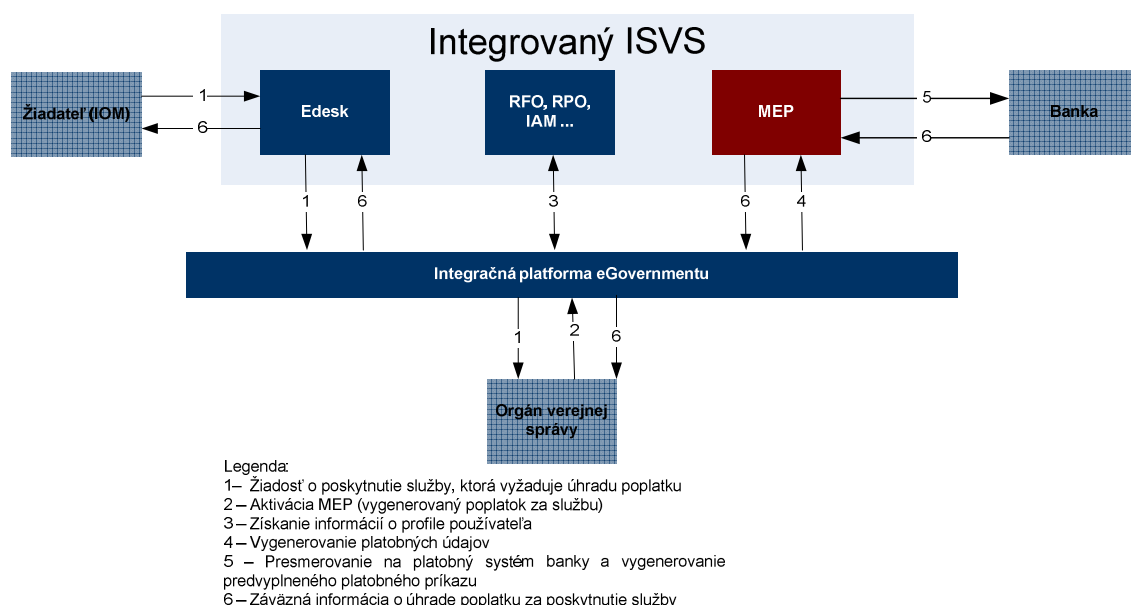 Integrovaný ISVS
Žiadateľ (IOM)
1
6
Edesk
RFO, RPO,
IAM ...
MEP
5
6
Banka
1
6
3
6
4
Integračná platforma eGovernmentu
1
2
6
Orgán verejnej
správy
Legenda:
1– Žiadosť o poskytnutie služby, ktorá vyžaduje úhradu poplatku
2 – Aktivácia MEP (vygenerovaný poplatok za službu)
3 – Získanie informácií o profile používateľa
4 – Vygenerovanie platobných údajov
5 – Presmerovanie na platobný systém banky a vygenerovanie
predvyplneného platobného príkazu
6 – Záväzná informácia o úhrade poplatku za poskytnutie služby